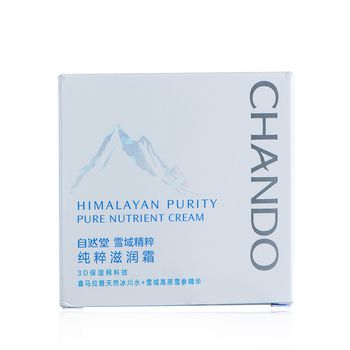 HIMALAYAN PURITY
PURE NUTRIENT CREAM
自然堂 雪域精粹
纯粹滋润霜
3D保湿网科技
喜马拉雅天然冰川水+雪域高原雪参精华
CHANDO